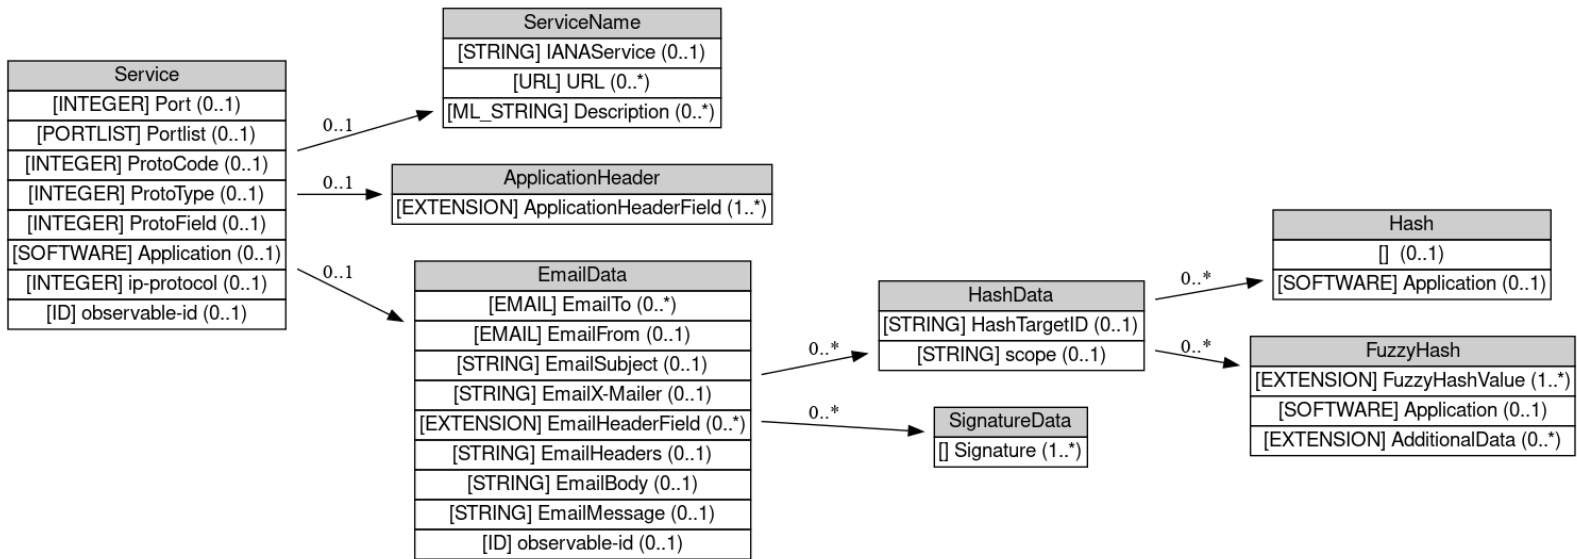 Service
[INTEGER] Port (0..1)
[PORTLIST] Portlist (0..1)
[INTEGER] ProtoCode (0..1)
[INTEGER] ProtoType (0..1)
[INTEGER] ProtoField (0..1)
[SOFTWARE] Application (0..1)
[INTEGER] ip-protocol (0..1)
[ID] observable-id (0..1)
0..1
0..1
0..1
ServiceName
[STRING] IANAService (0..1)
[URL] URL (0..*)
[ML_STRING] Description (0..*)
ApplicationHeader
[EXTENSION] ApplicationHeaderField (1..*)
EmailData
[EMAIL] EmailTo (0..*)
[EMAIL] EmailFrom (0..1)
[STRING] EmailSubject (0..1)
[STRING] EmailX-Mailer (0..1)
[EXTENSION] EmailHeaderField (0..*)
[STRING] EmailHeaders (0..1)
[STRING] EmailBody (0..1)
[STRING] EmailMessage (0..1)
[ID] observable-id (0..1)
0..*
0..*
HashData
[STRING] HashTargetID (0..1)
[STRING] scope (0..1)
SignatureData
[] Signature (1..*)
0..*
0..*
Hash
[] (0..1)
[SOFTWARE] Application (0..1)
FuzzyHash
[EXTENSION] FuzzyHashValue (1..*)
[SOFTWARE] Application (0..1)
[EXTENSION] AdditionalData (0..*)